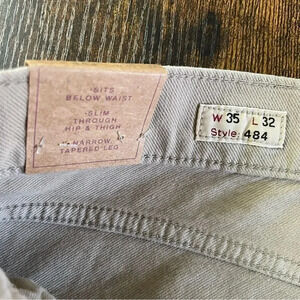 ·SITS
BELOW WAIST
·SLIM
THROUGH
HIP & THIGH
·NARROW,
TAPERED LEG
W 35 L 32
Style: 484